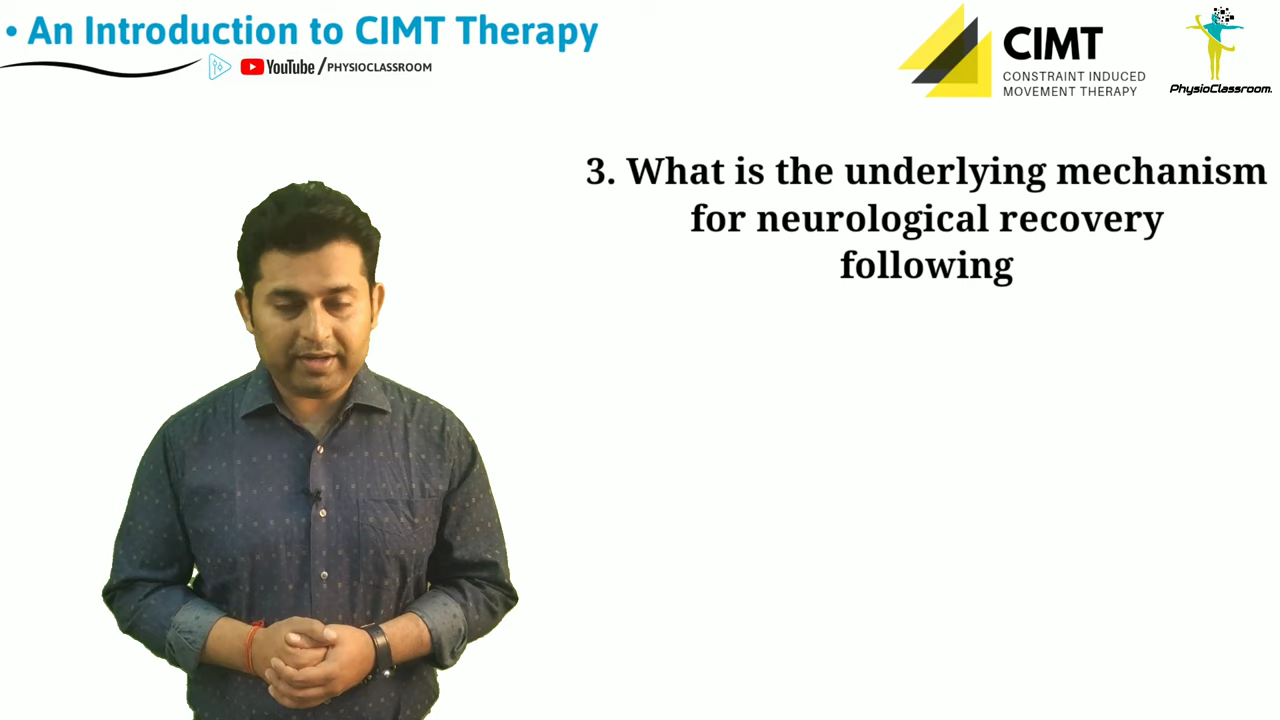 • An Introduction to CIMT Therapy
YouTube / PHYSIOCLASSROOM
CIMT
CONSTRAINT INDUCED
MOVEMENT THERAPY
PhysioClassroom.
3. What is the underlying mechanism
for neurological recovery
following